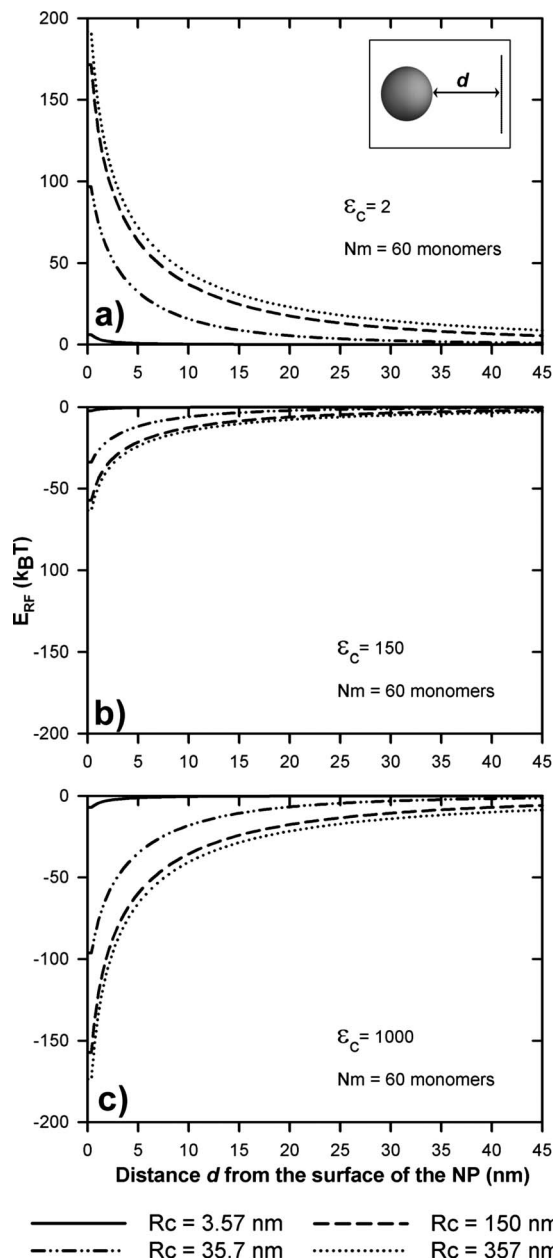 200
150
100
50
0
d
εC = 2
Nm = 60 monomers
a)
0 5 10 15 20 25 30 35 40 45
0
-50
-100
-150
-200
ERF (kBT)
εC = 150
Nm = 60 monomers
b)
0 5 10 15 20 25 30 35 40 45
0
-50
-100
-150
-200
εC = 1000
Nm = 60 monomers
c)
0 5 10 15 20 25 30 35 40 45
Distance d from the surface of the NP (nm)
Rc = 3.57 nm Rc = 150 nm
Rc = 35.7 nm Rc = 357 nm